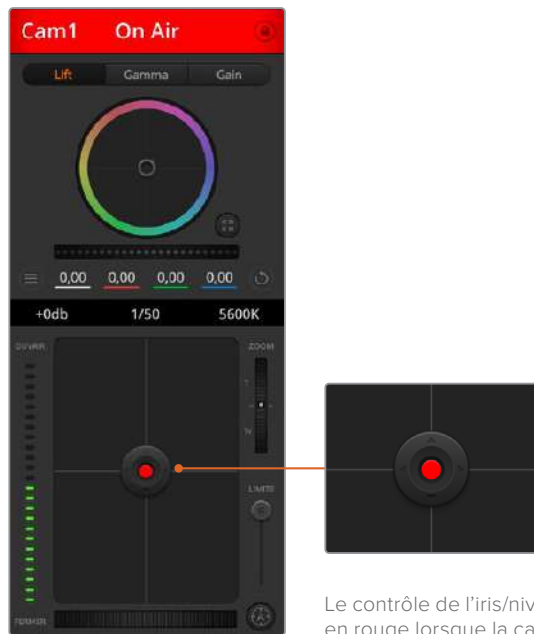 Cam1 On Air
Lift Gamma Gain
0,00 0,00 0,00 0,00
+0db 1/50 5600K
OUVRIR ZOOM
T
W
LIMITE
FERMER
Le contrôle de l'iris/niv
en rouge lorsque la ca